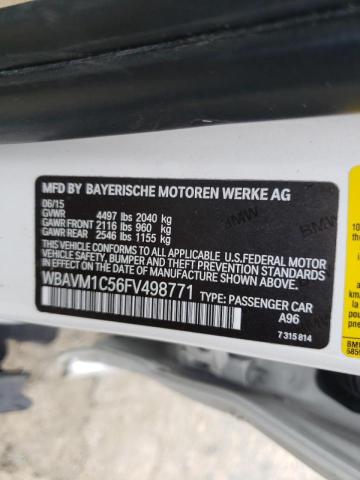 MFD BY BAYERISCHE MOTOREN WERKE AG
06/15
GVWR 4497 lbs 2040 kg
GAWR FRONT 2116 lbs 960 kg
GAWR REAR 2546 lbs 1155 kg
THIS VEHICLE CONFORMS TO ALL APPLICABLE
U.S.FEDERAL MOTOR VEHICLE SAFETY,
BUMPER, AND THEFT PREVENTION STANDARDS
IN EFFECT ON THE DATE OF
MANUFACTURE SHOWN ABOVE.
WBAVM1C56FV498771 TYPE: PASSENGER CAR
A96
7 315 814
BMW